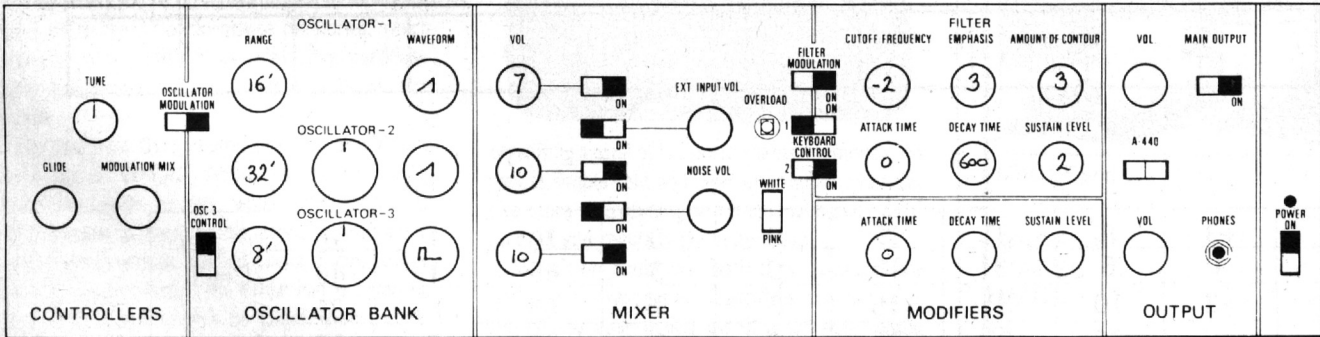 OSCILLATOR-1
FILTER
RANGE
WAVEFORM
VOL
CUTOFF FREQUENCY
EMPHASIS
AMOUNT OF CONTOUR
VOL
MAIN OUTPUT
FILTER
MODULATION
TUNE
OSCILLATOR
MODULATION
16'
7
ON
EXT INPUT VOL
OVERLOAD
ON
-2
3
3
ON
ON
1
KEYBOARD
CONTROL
2
ON
ATTACK TIME
DECAY TIME
SUSTAIN LEVEL
A-440
OSCILLATOR-2
GLIDE
MODULATION MIX
32'
10
ON
NOISE VOL
WHITE
PINK
0
600
2
OSCILLATOR-3
OSC 3
CONTROL
8'
10
ON
ON
ATTACK TIME
DECAY TIME
SUSTAIN LEVEL
VOL
PHONES
POWER
ON
0
CONTROLLERS
OSCILLATOR BANK
MIXER
MODIFIERS
OUTPUT